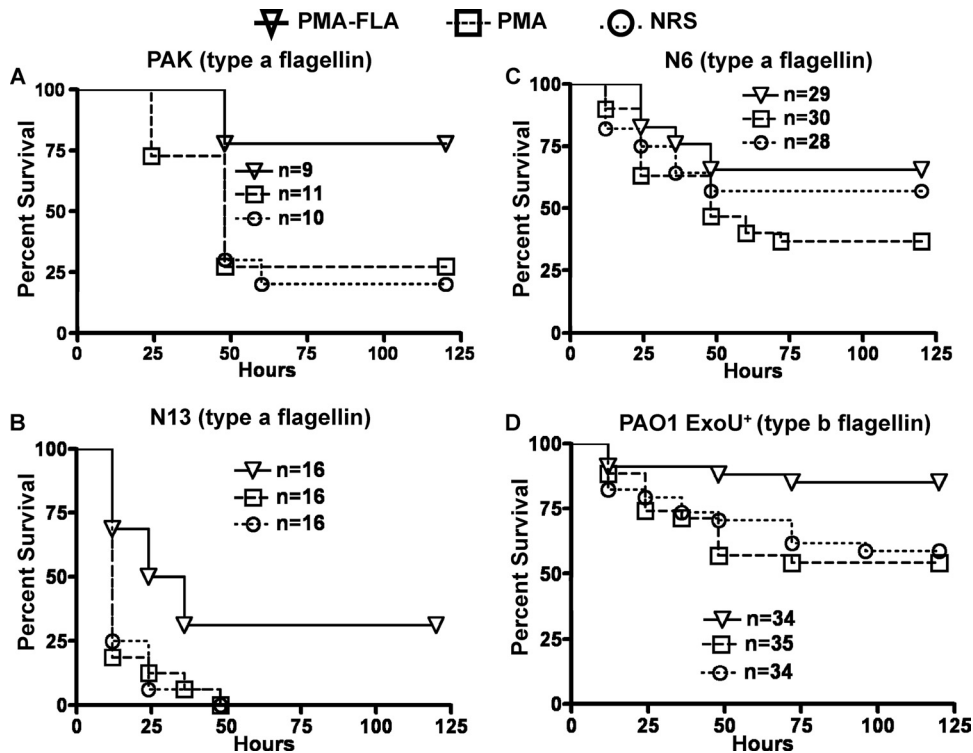 PMA-FLA PMA NRS
A
PAK (type a flagellin)
Percent Survival
100
75
50
25
0
n=9
n=11
n=10
0 25 50 75 100 125
Hours
C
N6 (type a flagellin)
Percent Survival
100
75
50
25
0
n=29
n=30
n=28
0 25 50 75 100 125
Hours
B
N13 (type a flagellin)
Percent Survival
100
75
50
25
0
n=16
n=16
n=16
0 25 50 75 100 125
Hours
D
PAO1 ExoU⁺ (type b flagellin)
Percent Survival
100
75
50
25
0
n=34
n=35
n=34
0 25 50 75 100 125
Hours